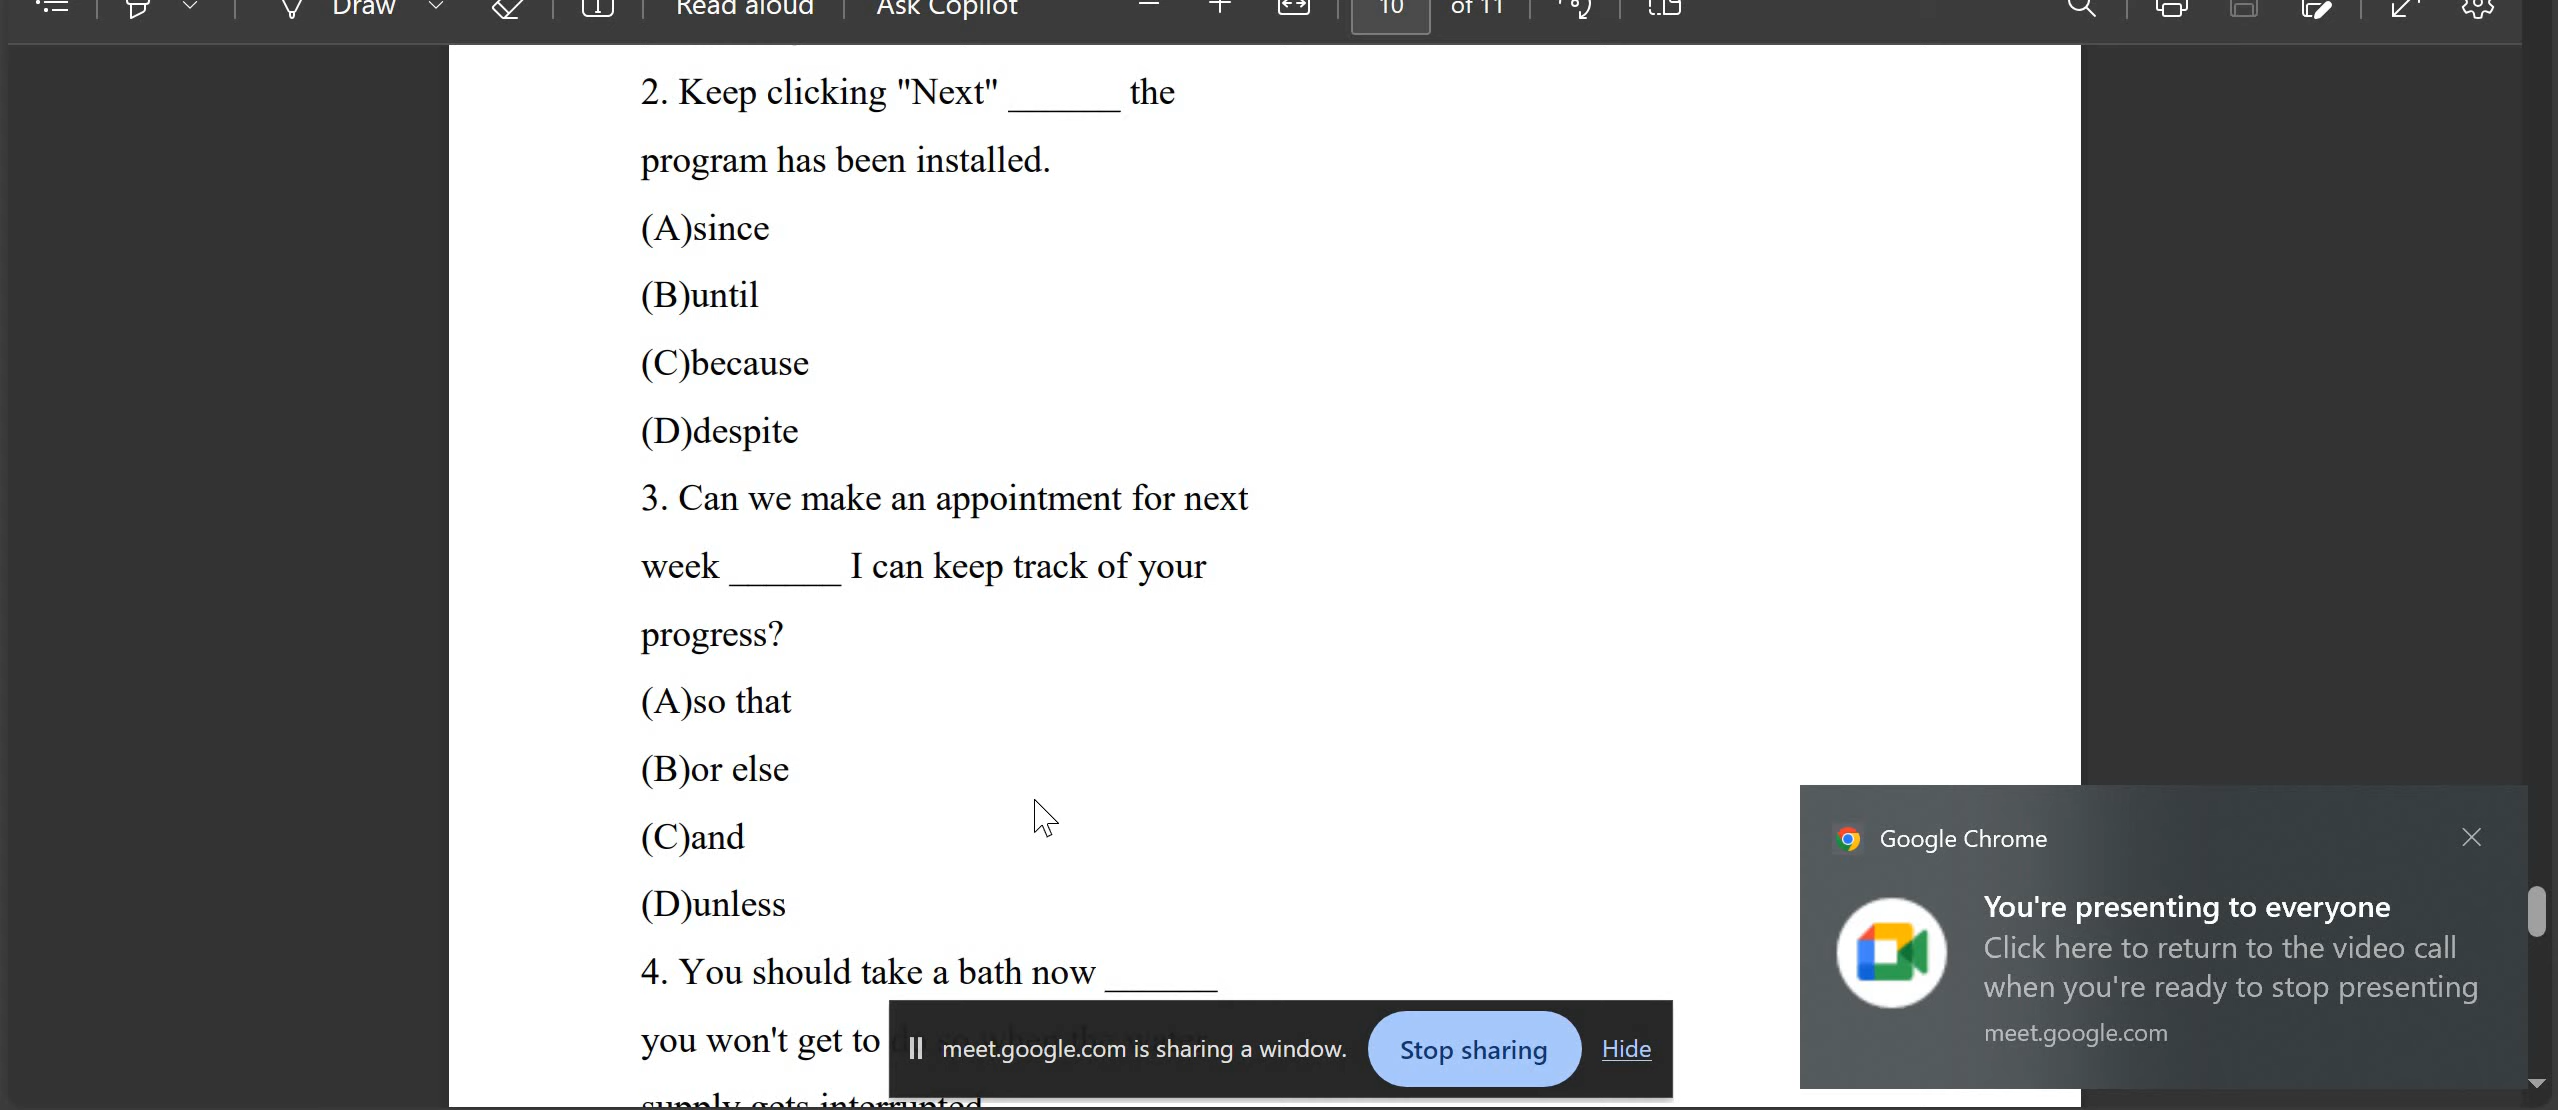 Draw
Read aloud
Ask Copilot
10
of 11
2. Keep clicking "Next" ______ the
program has been installed.
(A)since
(B)until
(C)because
(D)despite
3. Can we make an appointment for next
week ______ I can keep track of your
progress?
(A)so that
(B)or else
(C)and
(D)unless
4. You should take a bath now ______
you won't get to
supply gets interrupted
meet.google.com is sharing a window.
Stop sharing
Hide
Google Chrome
You're presenting to everyone
Click here to return to the video call
when you're ready to stop presenting
meet.google.com